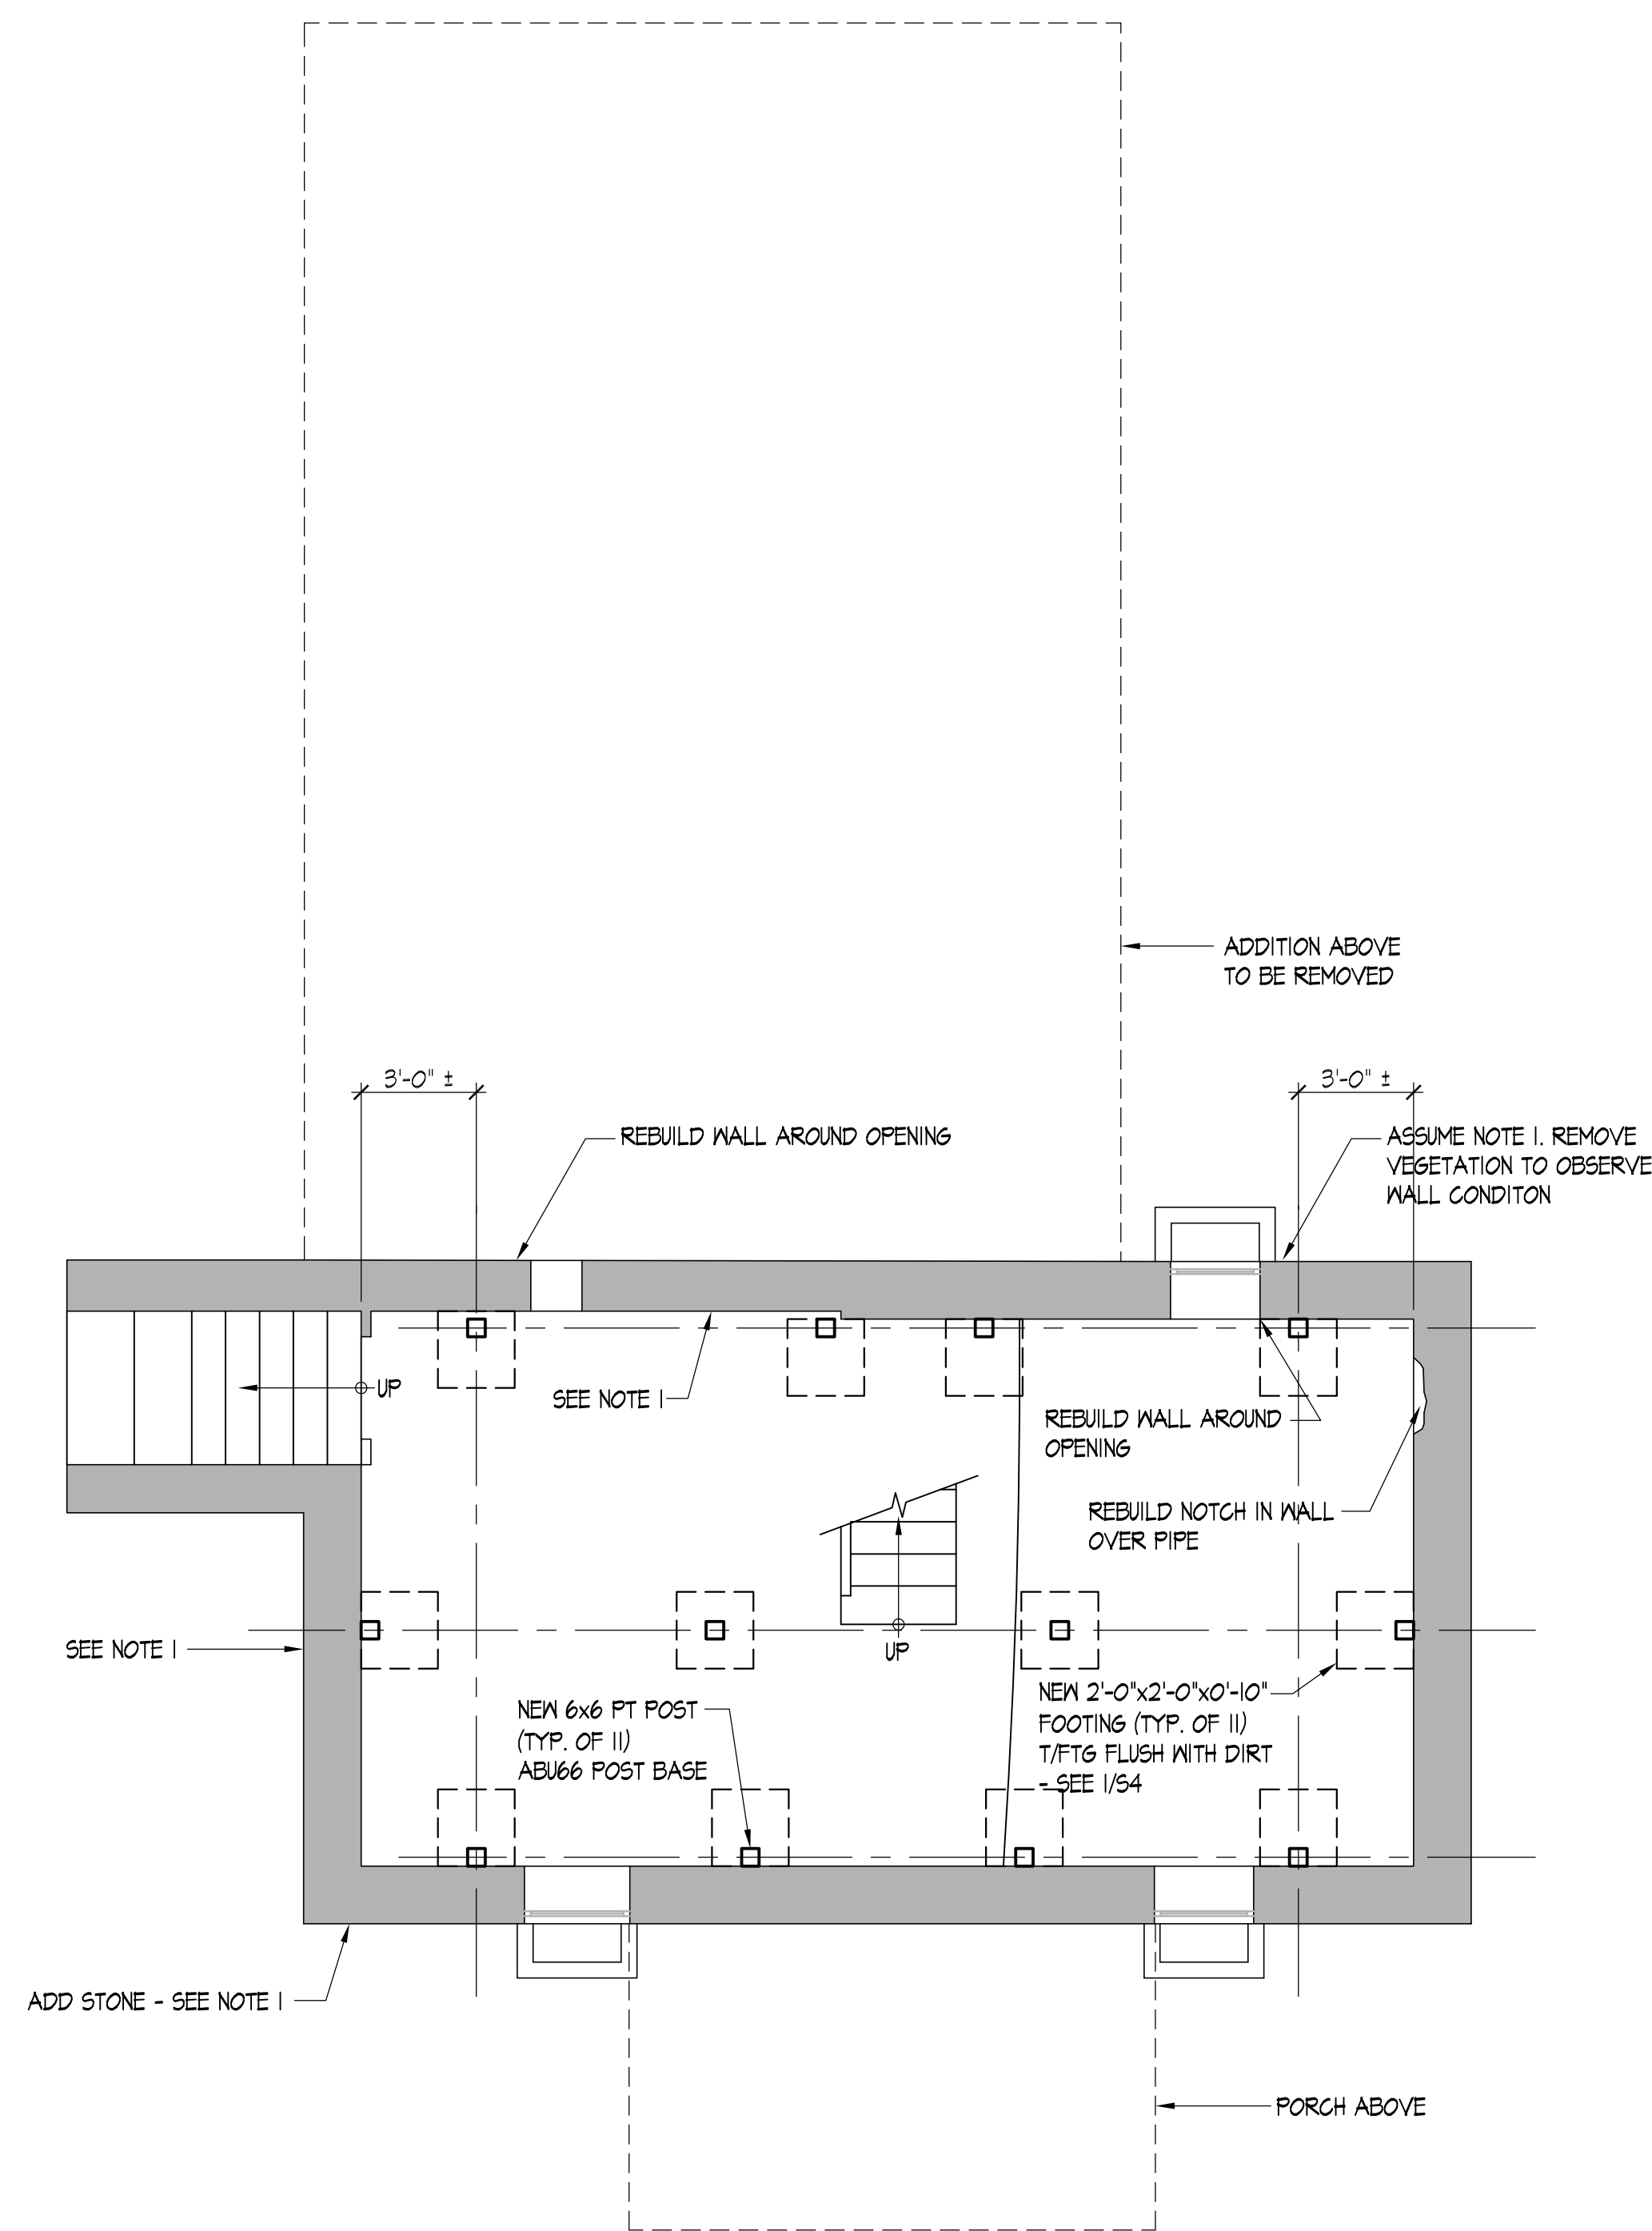 ADDITION ABOVE
TO BE REMOVED
3'-0" ±
3'-0" ±
REBUILD WALL AROUND OPENING
ASSUME NOTE 1. REMOVE
VEGETATION TO OBSERVE
WALL CONDITON
UP
SEE NOTE 1
REBUILD WALL AROUND
OPENING
REBUILD NOTCH IN WALL
OVER PIPE
SEE NOTE 1
UP
NEW 6x6 PT POST
(TYP. OF 11)
ABU66 POST BASE
NEW 2'-0"x2'-0"x0'-10"
FOOTING (TYP. OF 11)
T/FTG FLUSH WITH DIRT
- SEE 1/S4
ADD STONE - SEE NOTE 1
PORCH ABOVE